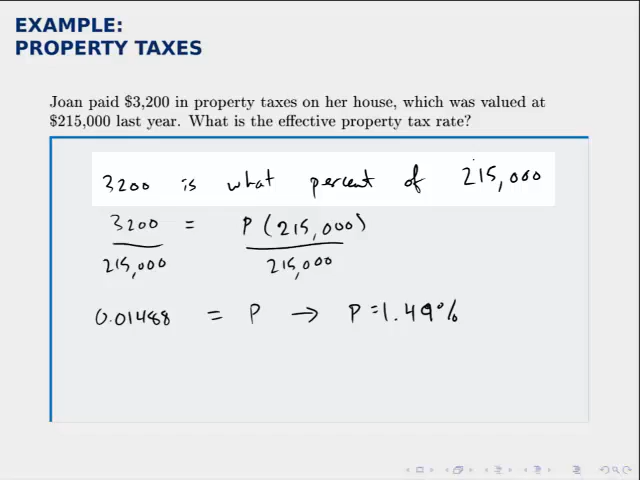 EXAMPLE:
PROPERTY TAXES
Joan paid $3,200 in property taxes on her house, which was valued at
$215,000 last year. What is the effective property tax rate?
3200 is what percent of 215,000
3200 = P (215,000)
215,000 215,000
0.01488 = P → P=1.49%